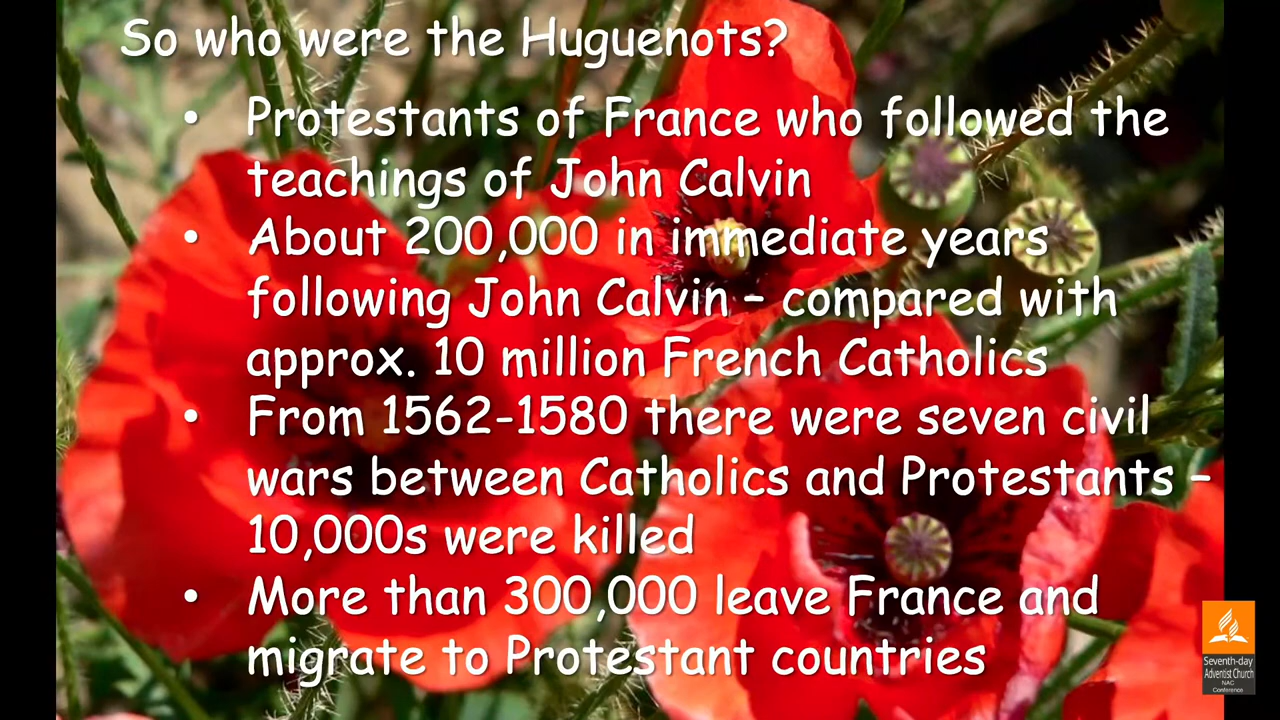 So who were the Huguenots?
• Protestants of France who followed the
teachings of John Calvin
• About 200,000 in immediate years
following John Calvin – compared with
approx. 10 million French Catholics
• From 1562-1580 there were seven civil
wars between Catholics and Protestants –
10,000s were killed
• More than 300,000 leave France and
migrate to Protestant countries
Seventh-day
Adventist Church
NAC
Conference